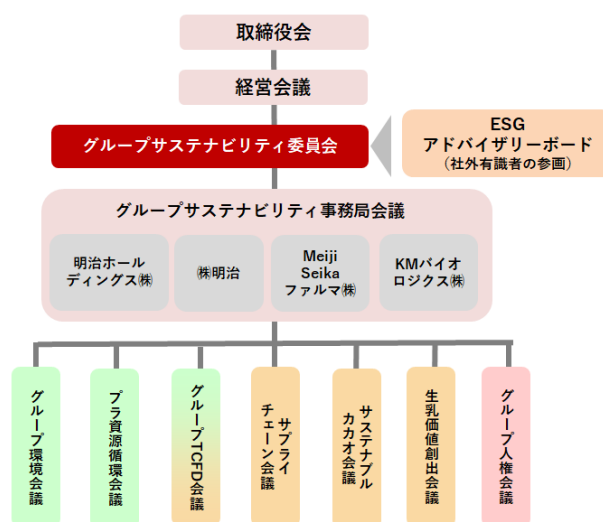 取締役会
経営会議
グループサステナビリティ委員会
ESG
アドバイザリーボード
（社外有識者の参画）
グループサステナビリティ事務局会議
明治ホール
ディングス㈱
㈱明治
Meiji
Seika
ファルマ㈱
KMバイオ
ロジクス㈱
グループ環境会議
プラ資源循環会議
グループTCFD会議
サプライ
チェーン会議
サステナブル
カカオ会議
生乳価値創出会議
グループ人権会議